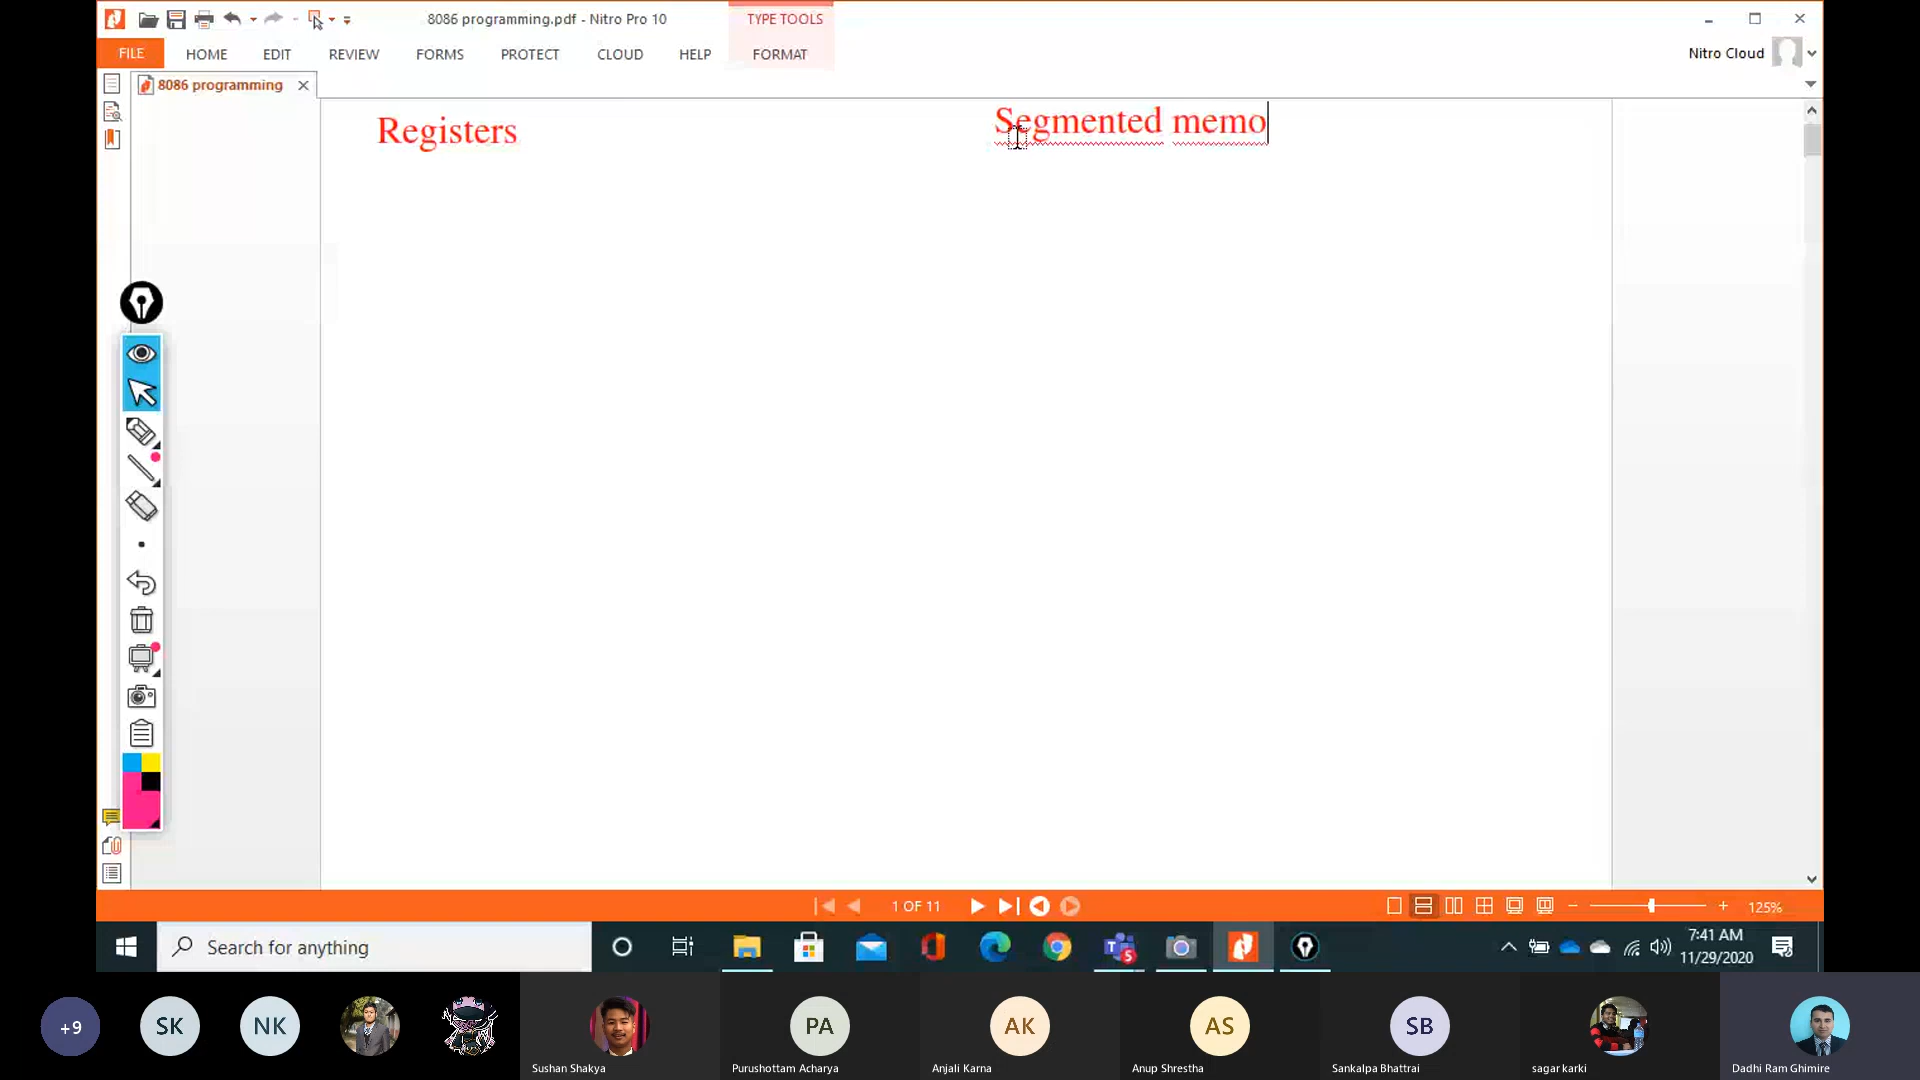 8086 programming.pdf - Nitro Pro 10
TYPE TOOLS
FILE HOME EDIT REVIEW FORMS PROTECT CLOUD HELP FORMAT
Nitro Cloud
8086 programming
Registers
Segmented memo
1 OF 11
125%
Search for anything
7:41 AM
11/29/2020
+9
SK
NK
PA
AK
AS
SB
Sushan Shakya
Purushottam Acharya
Anjali Karna
Anup Shrestha
Sankalpa Bhattrai
sagar karki
Dadhi Ram Ghimire